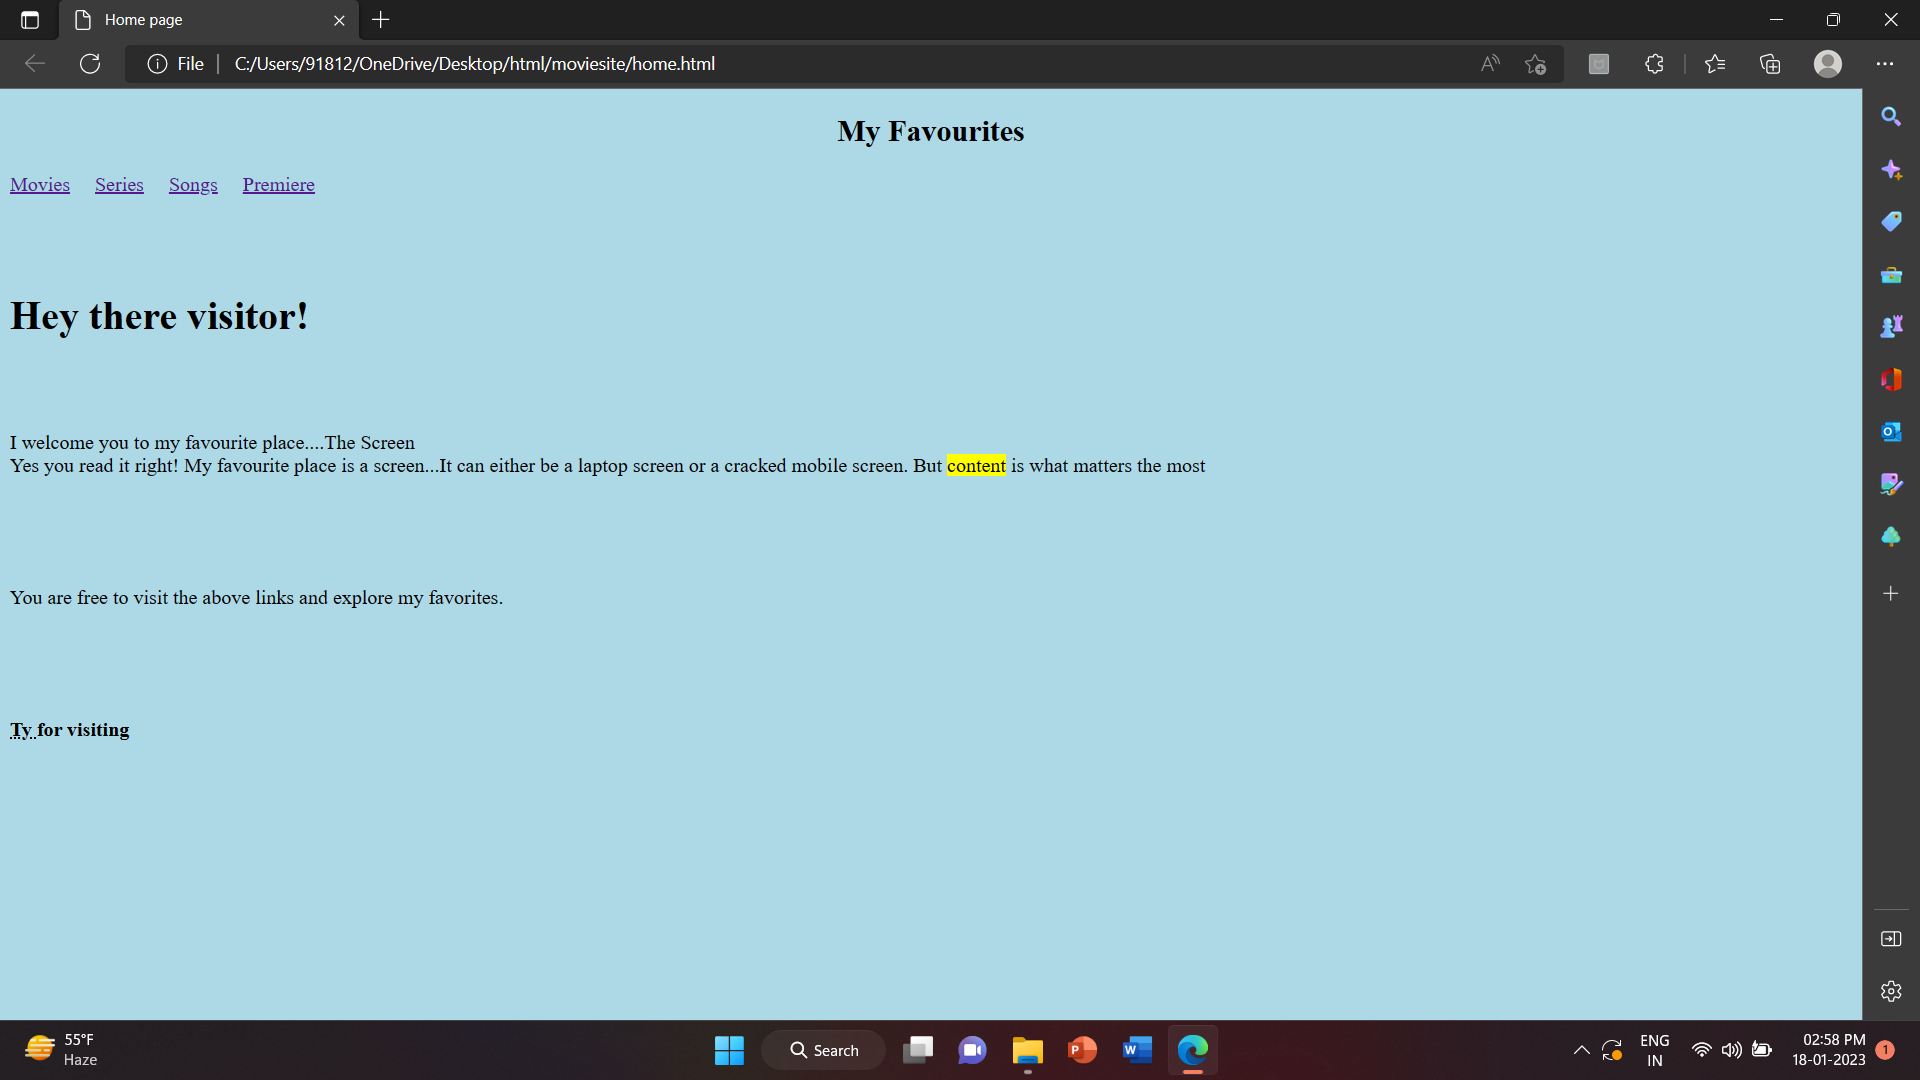 Home page
File
C:/Users/91812/OneDrive/Desktop/html/moviesite/home.html
My Favourites
Movies Series Songs Premiere
Hey there visitor!
I welcome you to my favourite place....The Screen
Yes you read it right! My favourite place is a screen...It can either be a laptop screen or a cracked mobile screen. But content is what matters the most
You are free to visit the above links and explore my favorites.
Ty for visiting
55°F
Haze
Search
ENG
IN
02:58 PM
18-01-2023
1